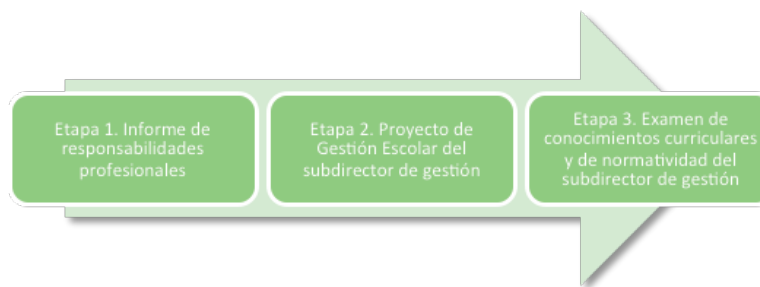 Etapa 1. Informe de
responsabilidades
profesionales
Etapa 2. Proyecto de
Gestión Escolar del
subdirector de gestión
Etapa 3. Examen de
conocimientos curriculares
y de normatividad del
subdirector de gestión